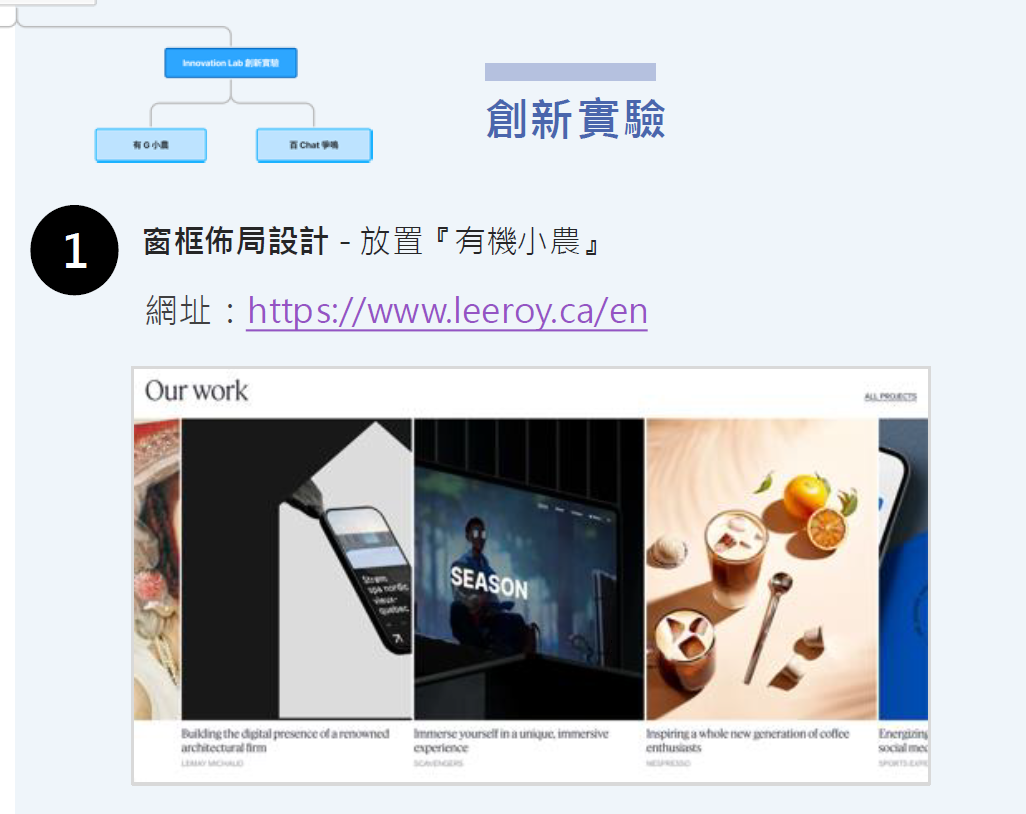 Innovation Lab 創新實驗
有 G 小農
百 Chat 爭鳴
創新實驗
1
窗框佈局設計 - 放置『有機小農』
網址：https://www.leeroy.ca/en
Our work
ALL PROJECTS
Strøm
spa nordic
vieux-
quebec
SEASON
Building the digital presence of a renowned
architectural firm
LEMAY MICHAUD
Immerse yourself in a unique, immersive
experience
SCAVENGERS
Inspiring a whole new generation of coffee
enthusiasts
NESPRESSO
Energizing
social med
SPORTS EXPE